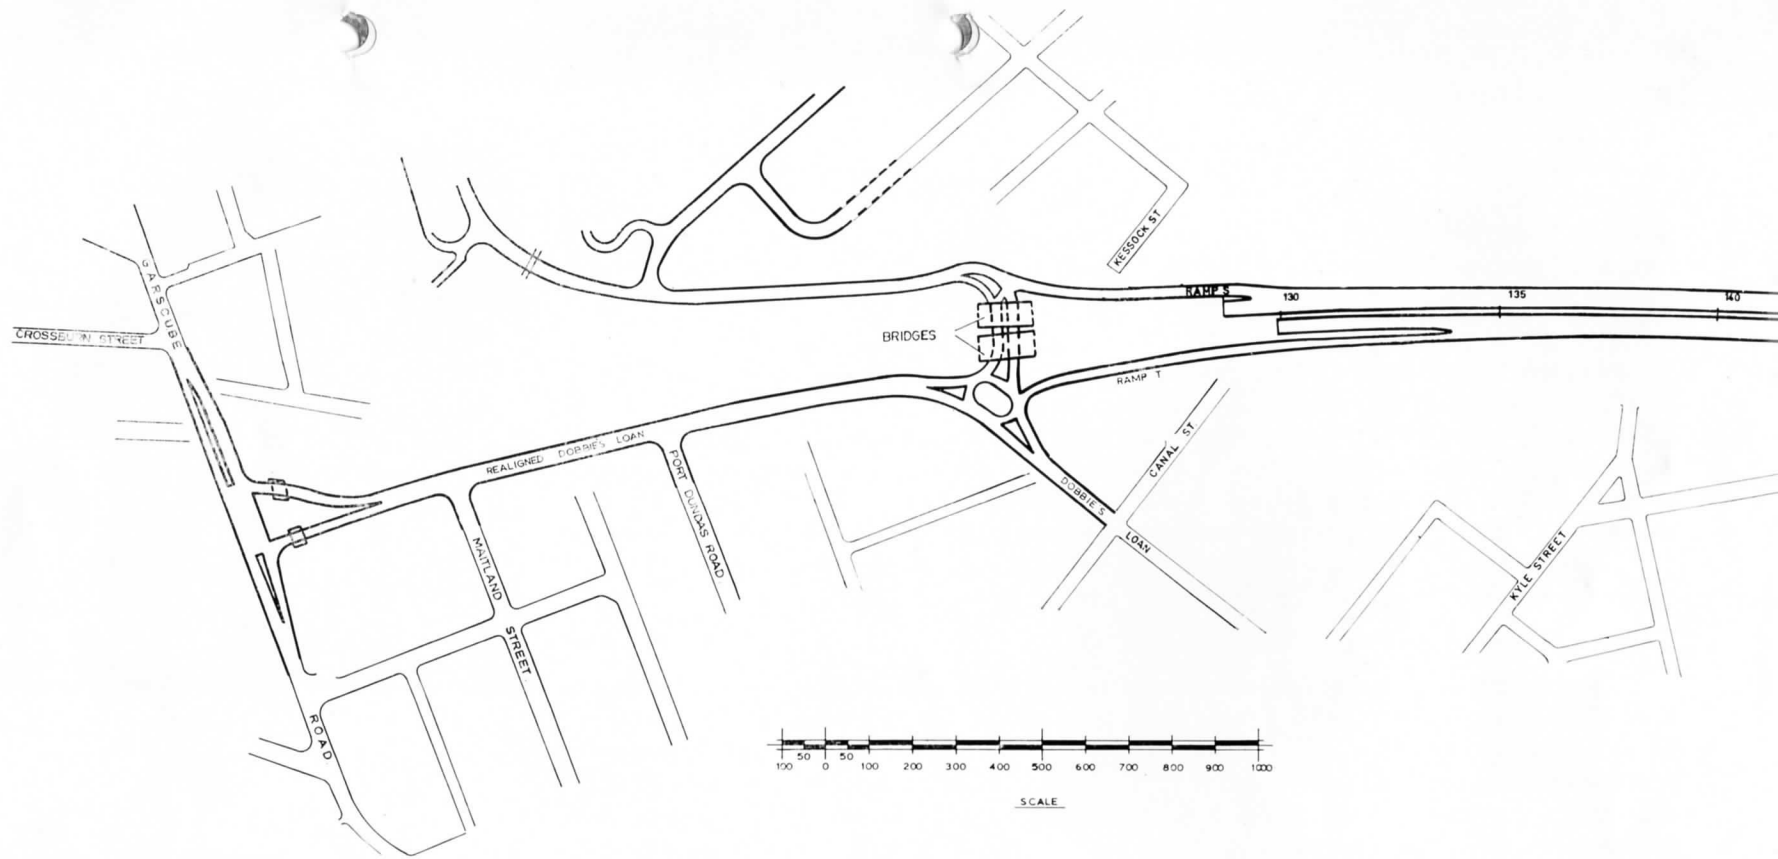 KESSOCK ST
GARSCUBE
RAMP S
130
135
140
CROSSBURN STREET
BRIDGES
RAMP T
REALIGNED DOBBIES LOAN
PORT DUNDAS ROAD
CANAL ST.
DOBBIE'S
LOAN
MAITLAND
STREET
KYLE STREET
ROAD
100 50 0 50 100 200 300 400 500 600 700 800 900 1000
SCALE